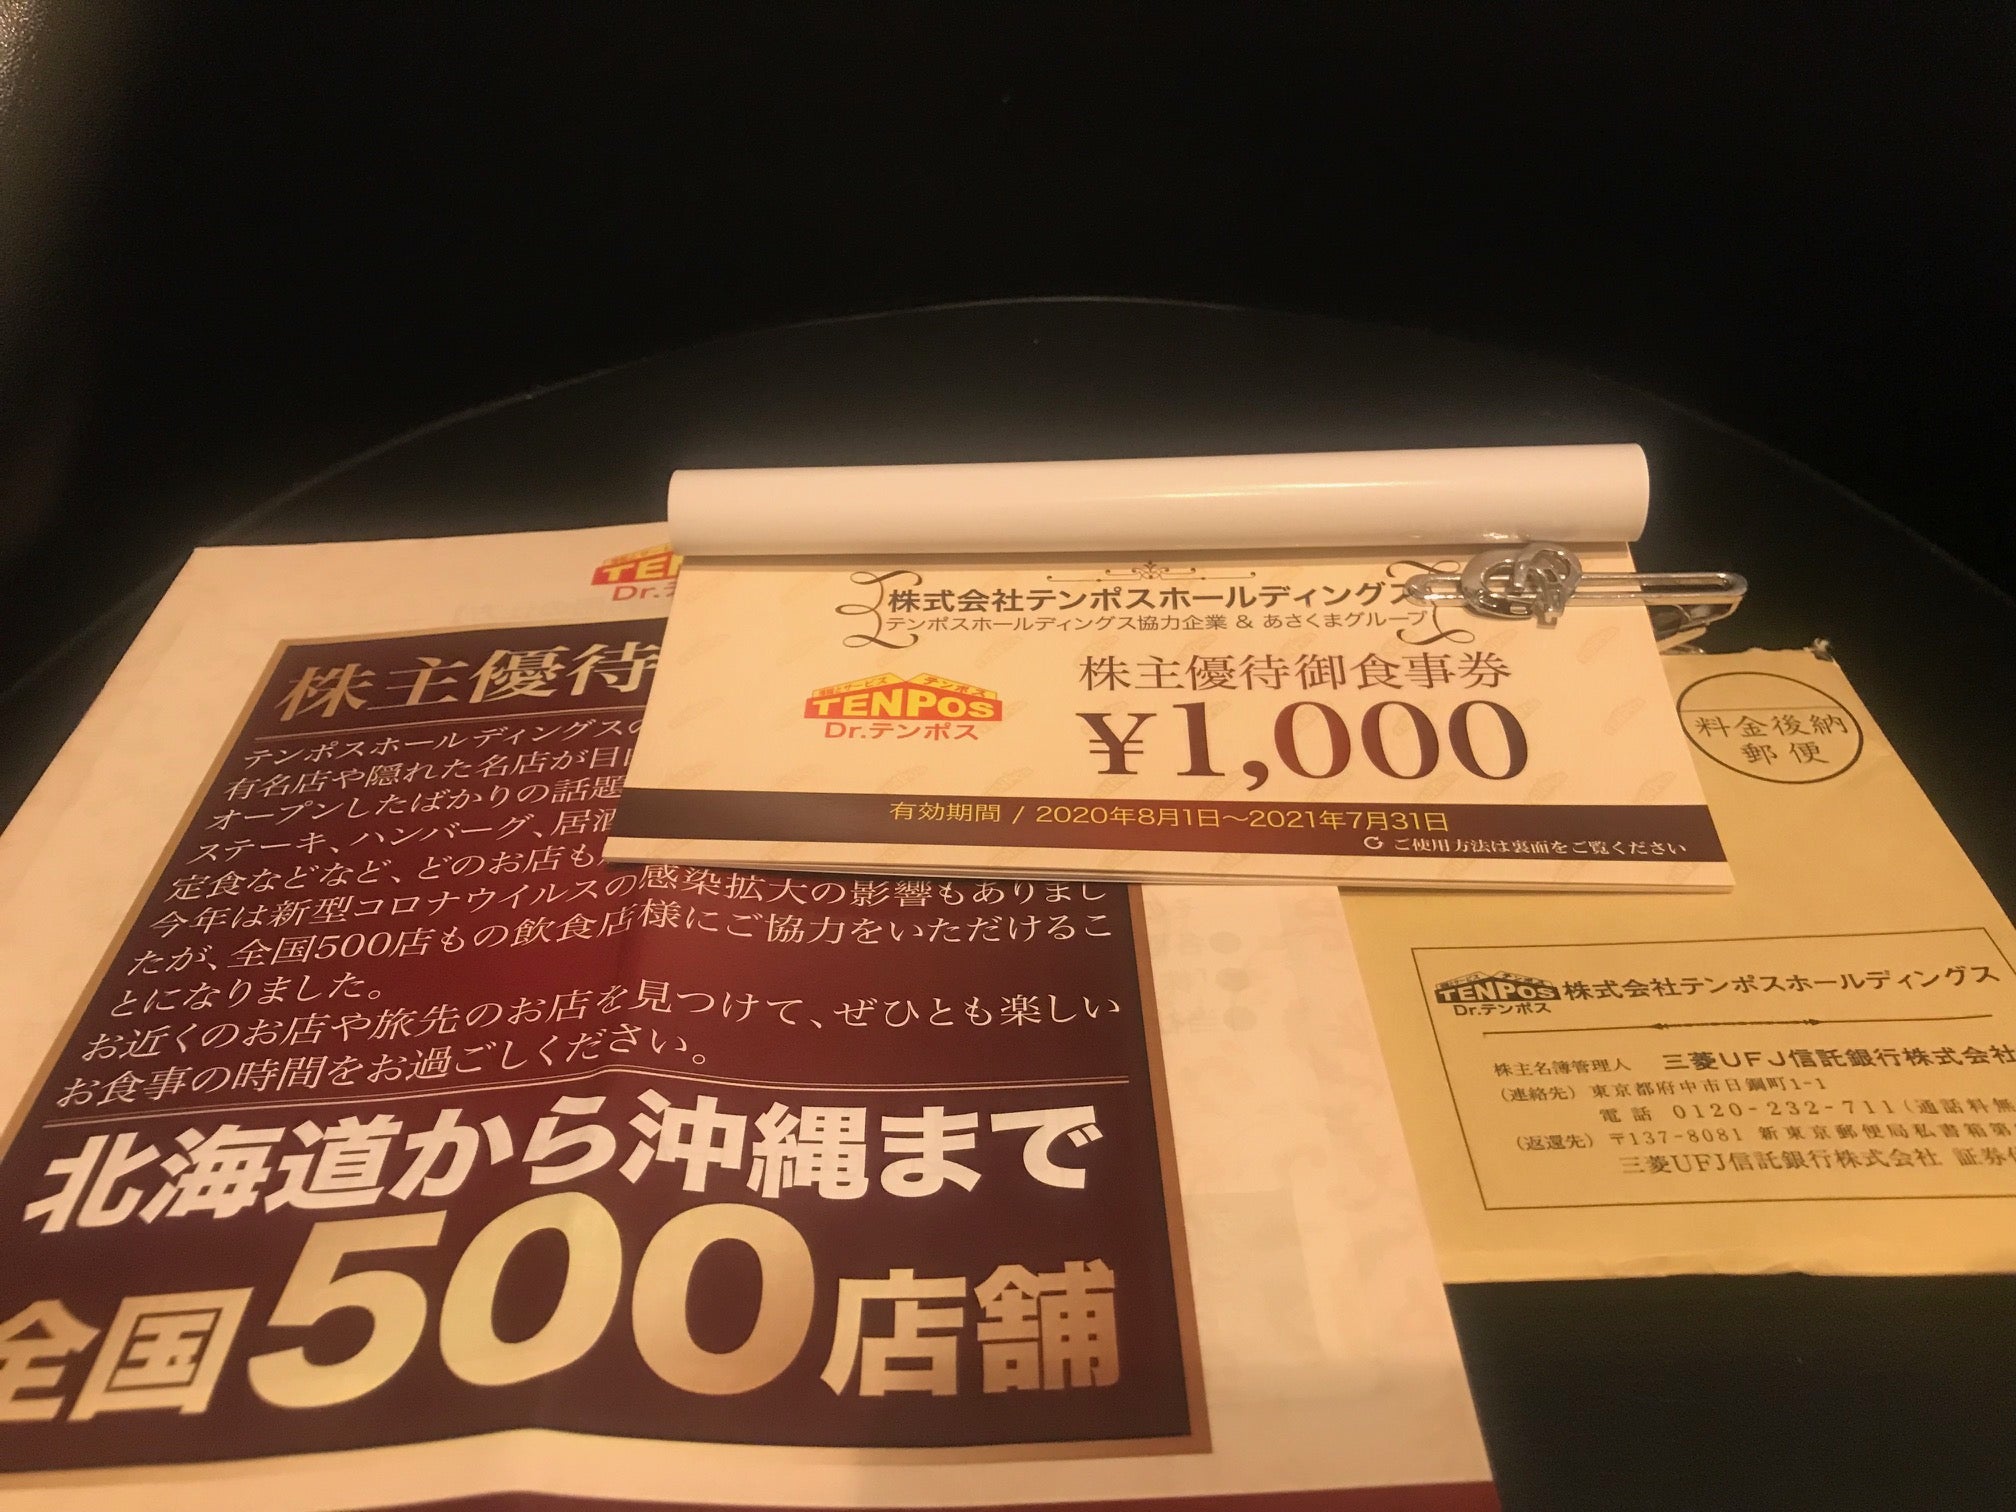 TEN
Dr.テ
株主優待
テンポスホールディングスの
有名店や隠れた名店が目白
オープンしたばかりの話題
ステーキ、ハンバーグ、居酒
定食などなど、どのお店も
今年は新型コロナウイルスの感染拡大の影響もありまし
たが、全国500店もの飲食店様にご協力をいただけるこ
とになりました。
お近くのお店や旅先のお店を見つけて、ぜひとも楽しい
お食事の時間をお過ごしください。
北海道から沖縄まで
全国500店舗
株式会社テンポスホールディングス
テンポスホールディングス協力企業 & あさくまグループ
テンポス
TENPOS
Dr.テンポス
株主優待御食事券
¥1,000
有効期間 / 2020年8月1日～2021年7月31日
ご使用方法は裏面をご覧ください
料金後納
郵便
TENPOS
Dr.テンポス
株式会社テンポスホールディングス
株主名簿管理人 三菱UFJ信託銀行株式会社
(連絡先) 東京都府中市日鋼町1-1
電話 0120-232-711(通話料無
(返還先) 〒137-8081 新東京郵便局私書箱第
三菱UFJ信託銀行株式会社 証券代